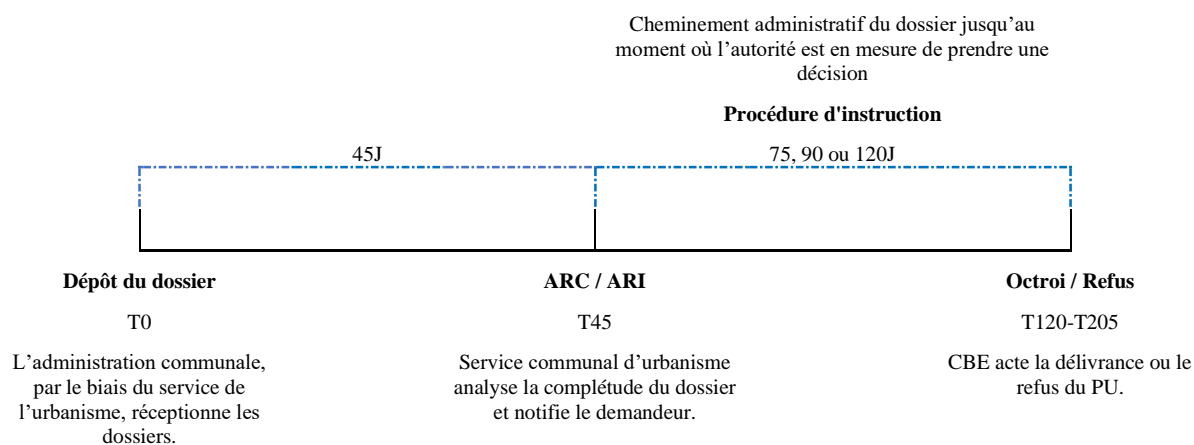 Cheminement administratif du dossier jusqu’au
moment où l’autorité est en mesure de prendre une
décision
Procédure d'instruction
45J
75, 90 ou 120J
Dépôt du dossier
ARC / ARI
Octroi / Refus
T0
T45
T120-T205
L’administration communale,
par le biais du service de
l’urbanisme, réceptionne les
dossiers.
Service communal d’urbanisme
analyse la complétude du dossier
et notifie le demandeur.
CBE acte la délivrance ou le
refus du PU.